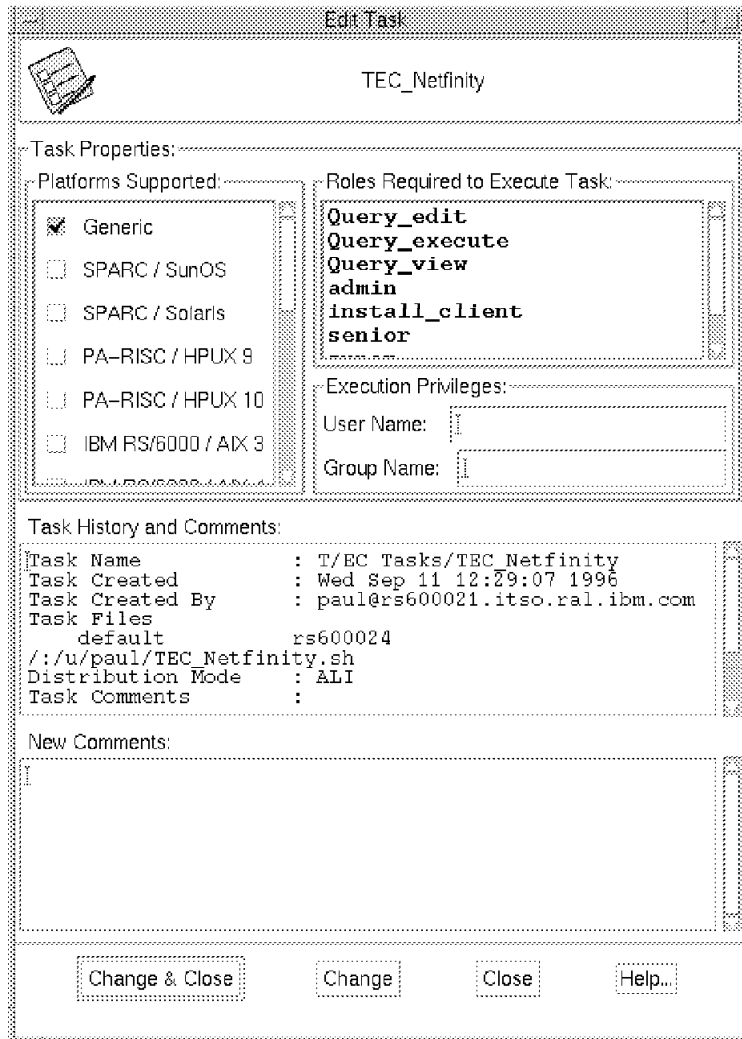 Edit Task
TEC_Netfinity
Task Properties:
Platforms Supported:
Generic
SPARC / SunOS
SPARC / Solaris
PA-RISC / HPUX 9
PA-RISC / HPUX 10
IBM RS/6000 / AIX 3
Roles Required to Execute Task:
Query_edit
Query_execute
Query_view
admin
install_client
senior
Execution Privileges:
User Name:
Group Name:
Task History and Comments:
Task Name : T/EC Tasks/TEC_Netfinity
Task Created : Wed Sep 11 12:29:07 1996
Task Created By : paul@rs600021.itso.ral.ibm.com
Task Files
default rs600024
/:/u/paul/TEC_Netfinity.sh
Distribution Mode : ALI
Task Comments :
New Comments:
Change & Close
Change
Close
Help...